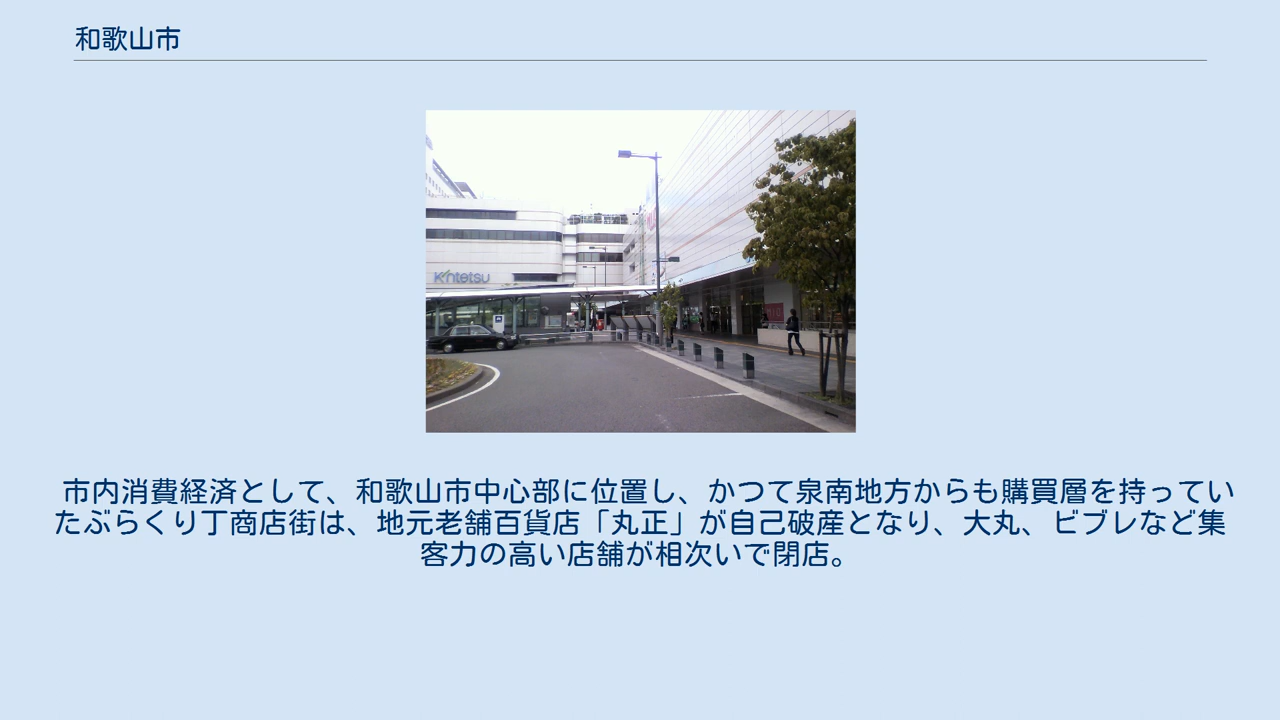 和歌山市
Kintetsu
市内消費経済として、和歌山市中心部に位置し、かつて泉南地方からも購買層を持ってい
たぶらくり丁商店街は、地元老舗百貨店「丸正」が自己破産となり、大丸、ビブレなど集
客力の高い店舗が相次いで閉店。